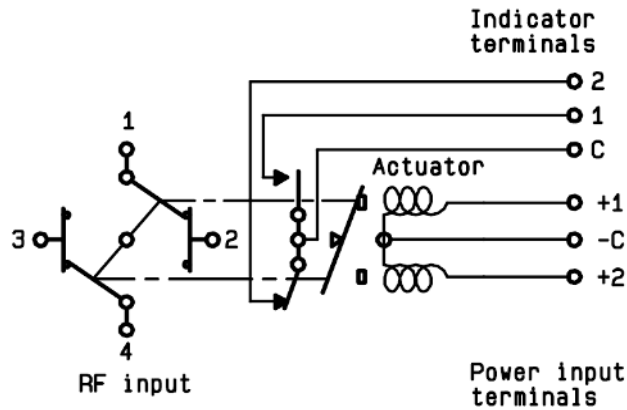 Indicator
terminals
2
1
1
C
Actuator
+1
3
2
-C
+2
4
RF input
Power input
terminals